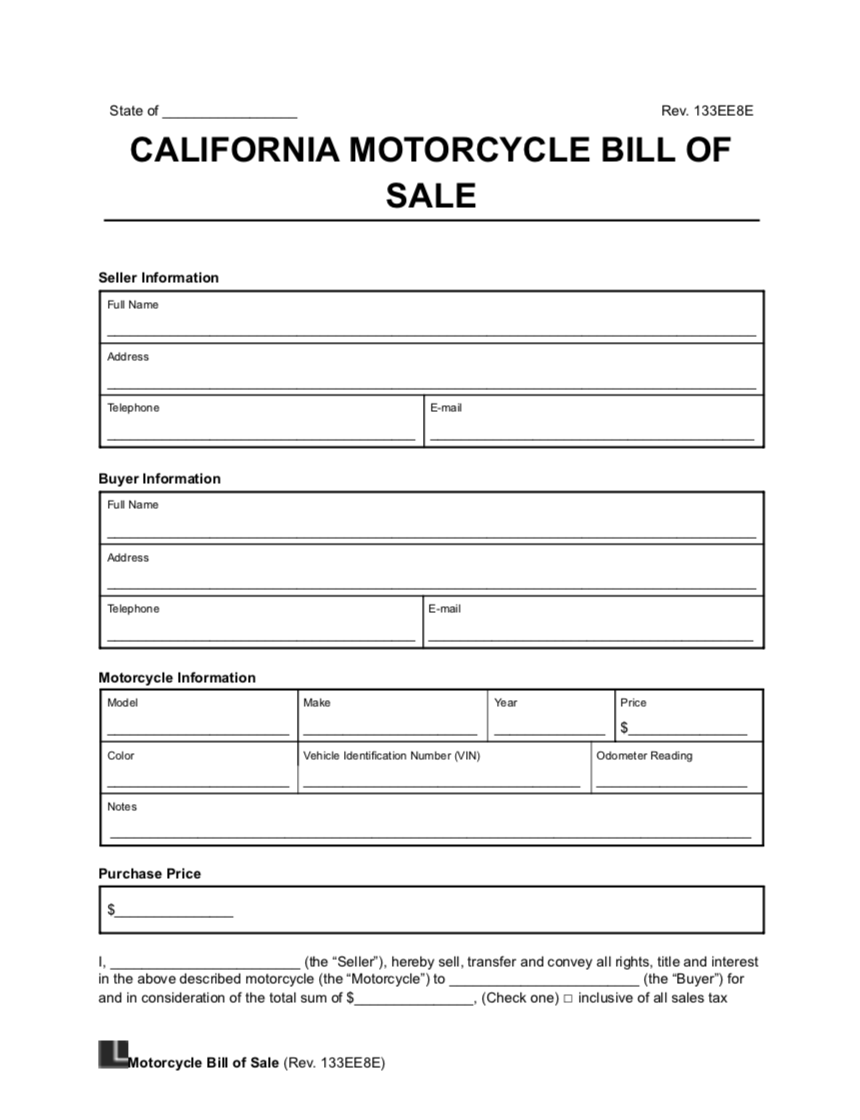 State of _________________ Rev. 133EE8E
CALIFORNIA MOTORCYCLE BILL OF
SALE
Seller Information
Full Name
Address
Telephone E-mail
Buyer Information
Full Name
Address
Telephone E-mail
Motorcycle Information
Model Make Year Price
$_______________
Color Vehicle Identification Number (VIN) Odometer Reading
Notes
Purchase Price
$_______________
I, ________________________ (the “Seller”), hereby sell, transfer and convey all rights, title and interest
in the above described motorcycle (the “Motorcycle”) to ________________________ (the “Buyer”) for
and in consideration of the total sum of $_______________, (Check one) □ inclusive of all sales tax
Motorcycle Bill of Sale (Rev. 133EE8E)